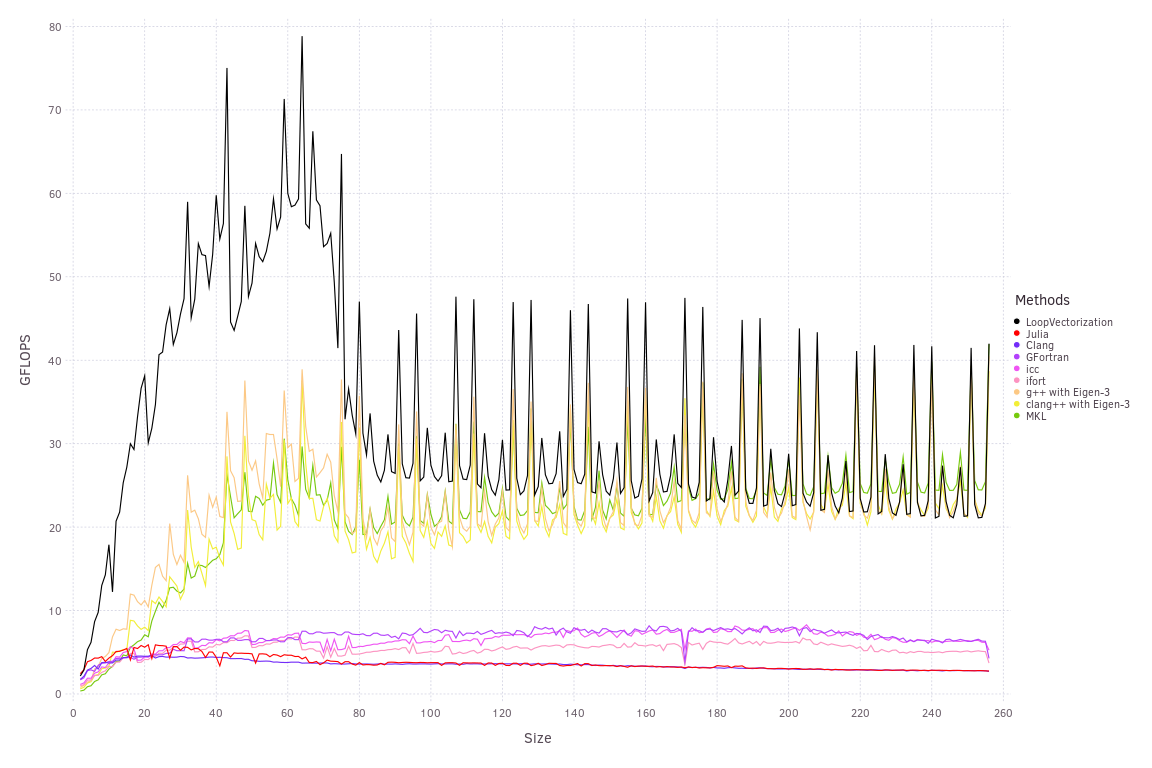 80
70
60
50
40
30
20
10
0
GFLOPS
0 20 40 60 80 100 120 140 160 180 200 220 240 260
Size
Methods
LoopVectorization
Julia
Clang
GFortran
icc
ifort
g++ with Eigen-3
clang++ with Eigen-3
MKL